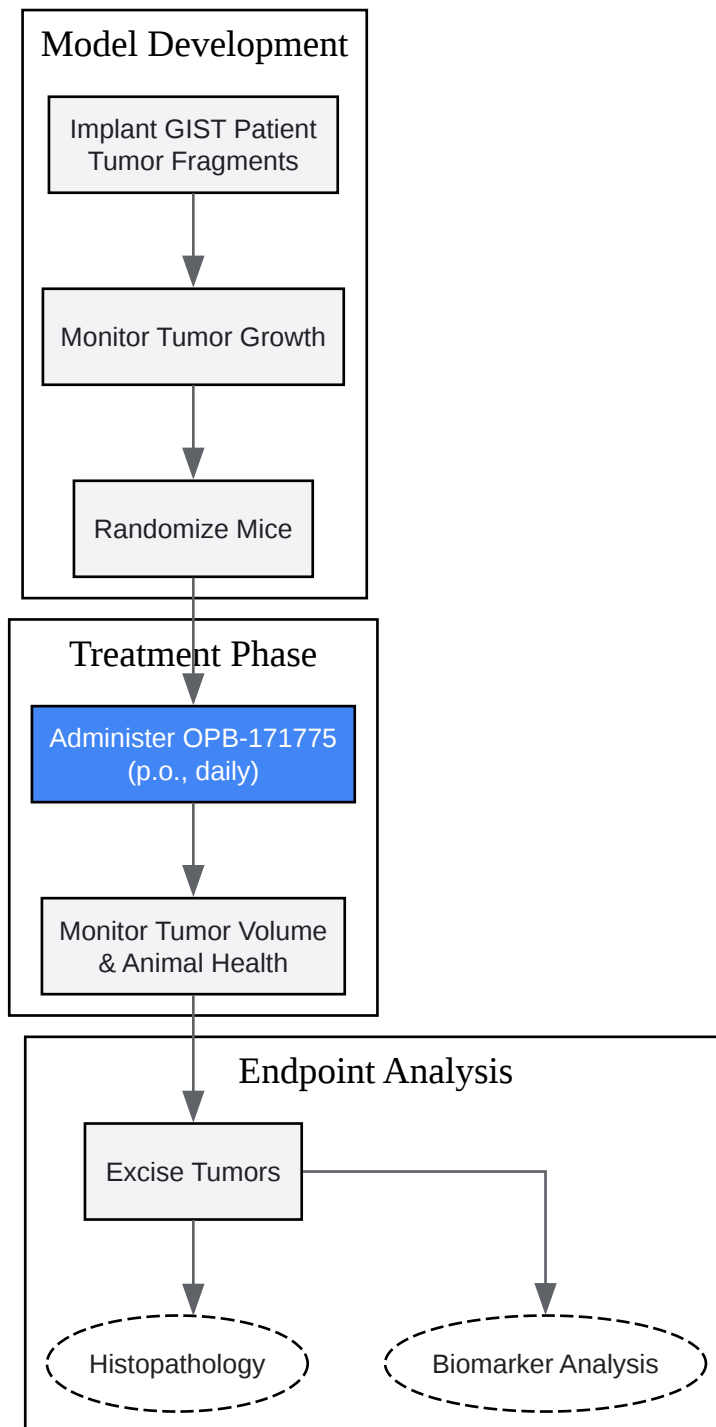 Model Development
Implant GIST Patient
Tumor Fragments
Monitor Tumor Growth
Randomize Mice
Treatment Phase
Administer OPB-171775
(p.o., daily)
Monitor Tumor Volume
& Animal Health
Endpoint Analysis
Excise Tumors
Histopathology
Biomarker Analysis